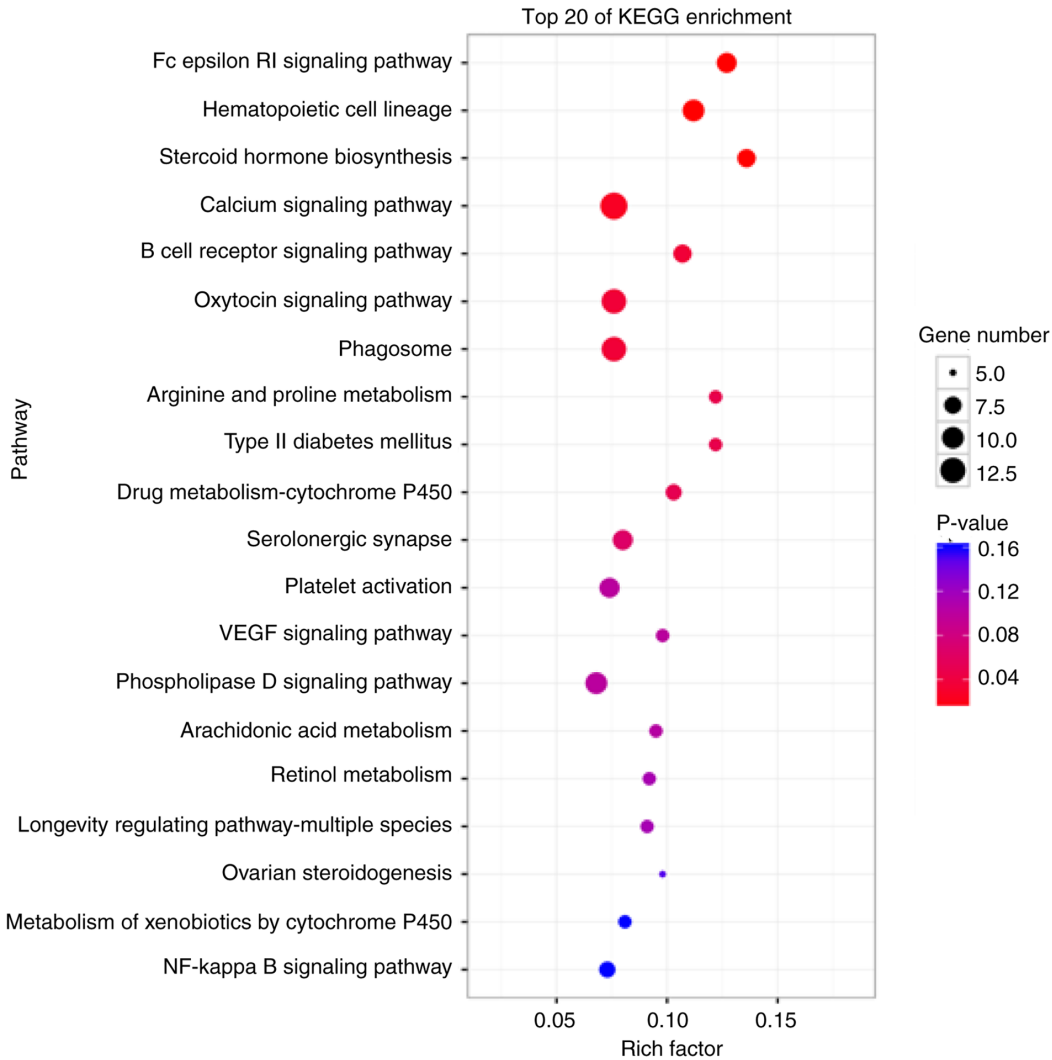 Top 20 of KEGG enrichment
Pathway
Fc epsilon RI signaling pathway
Hematopoietic cell lineage
Stercoid hormone biosynthesis
Calcium signaling pathway
B cell receptor signaling pathway
Oxytocin signaling pathway
Phagosome
Arginine and proline metabolism
Type II diabetes mellitus
Drug metabolism-cytochrome P450
Serolonergic synapse
Platelet activation
VEGF signaling pathway
Phospholipase D signaling pathway
Arachidonic acid metabolism
Retinol metabolism
Longevity regulating pathway-multiple species
Ovarian steroidogenesis
Metabolism of xenobiotics by cytochrome P450
NF-kappa B signaling pathway
0.05 0.10 0.15
Rich factor
Gene number
5.0
7.5
10.0
12.5
P-value
0.16
0.12
0.08
0.04